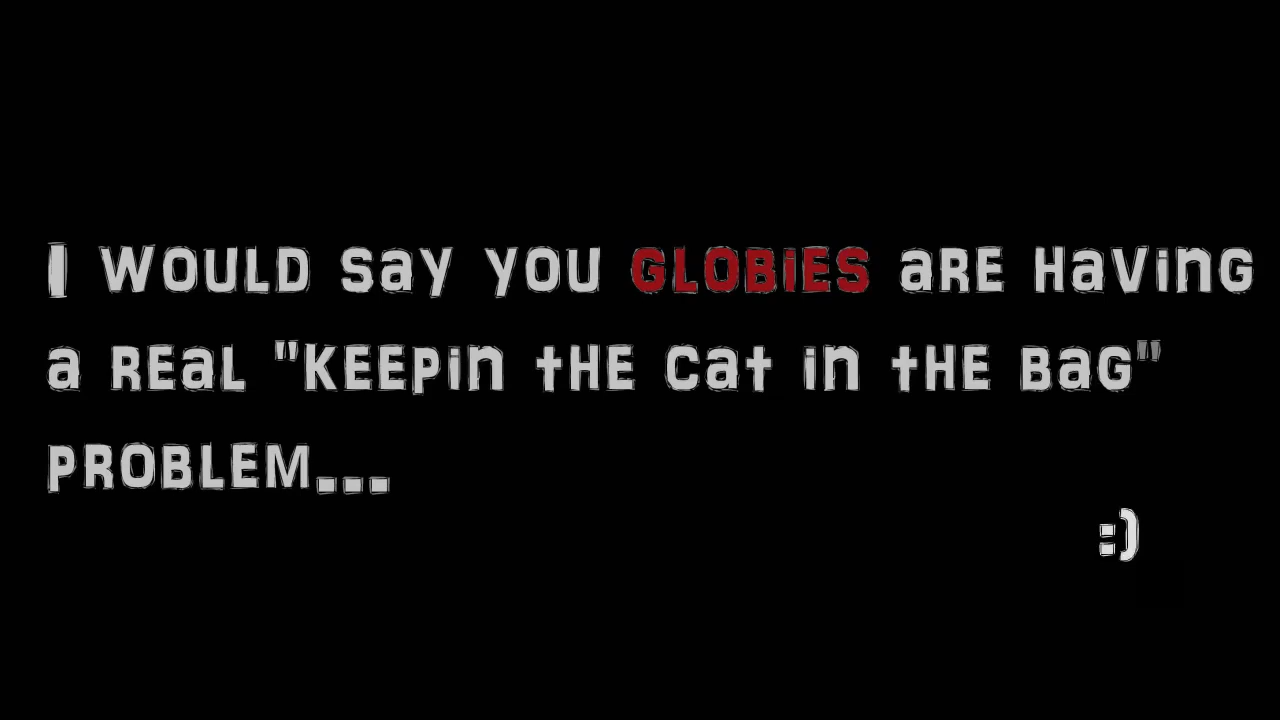 I WOULD Say YOU GLOBiES aRE HaVing
a REaL "KEEPin tHE Cat in tHE BaG"
PROBLEM...
:)